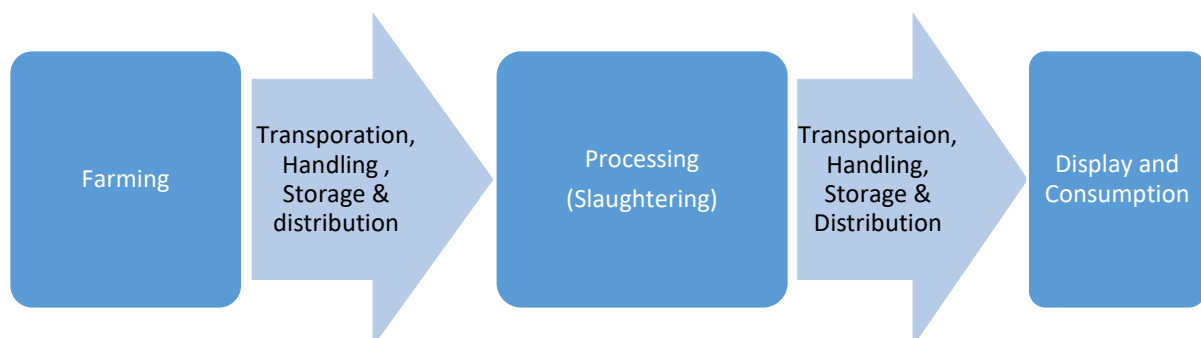 Farming
Transporation,
Handling ,
Storage &
distribution
Processing
(Slaughtering)
Transportaion,
Handling,
Storage &
Distribution
Display and
Consumption